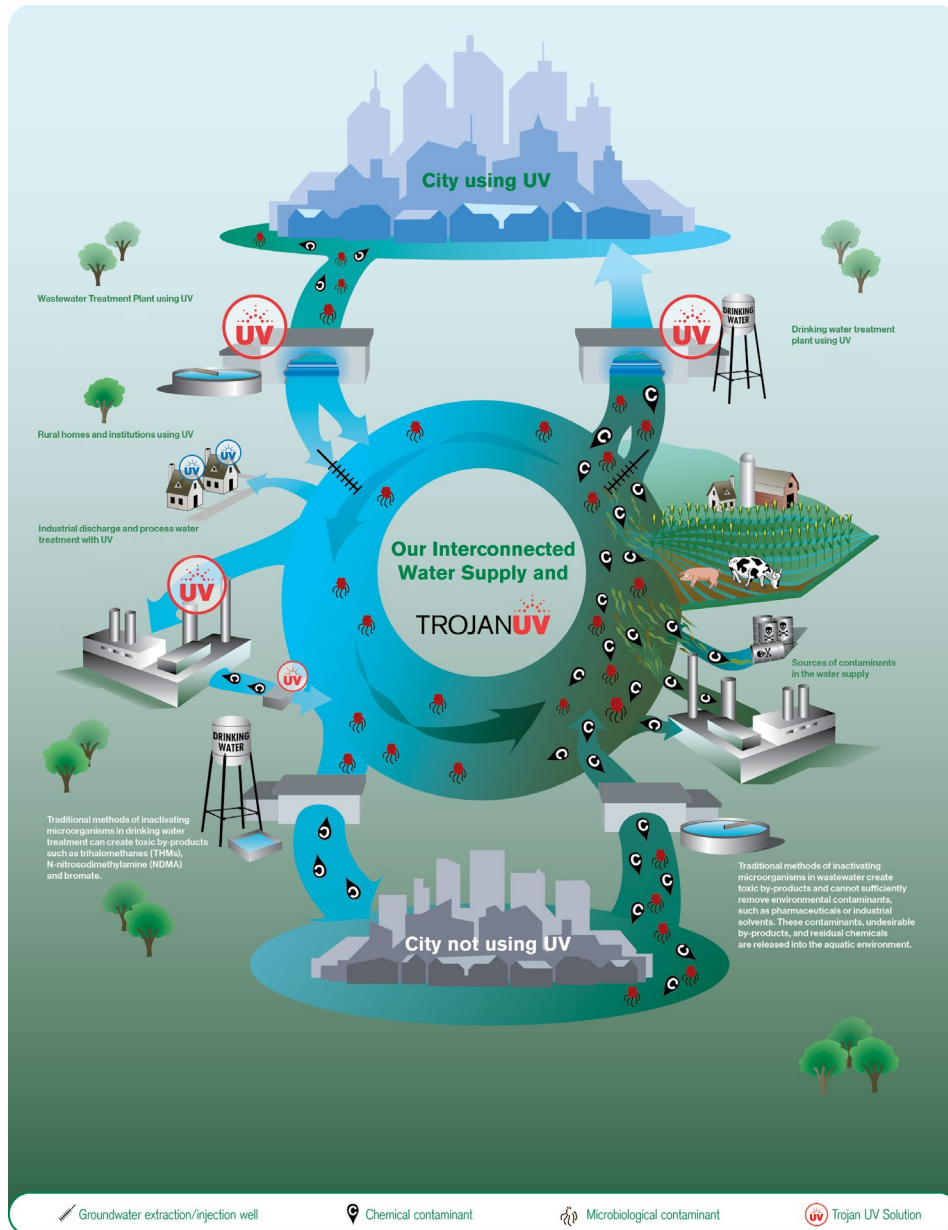 City using UV
Wastewater Treatment Plant using UV
UV
UV
DRINKING
WATER
Drinking water treatment
plant using UV
Rural homes and institutions using UV
UV
UV
Industrial discharge and process water
treatment with UV
UV
Our Interconnected
Water Supply and
TROJANUV
Sources of contaminants
in the water supply
UV
DRINKING
WATER
Traditional methods of inactivating
microorganisms in drinking water
treatment can create toxic by-products
such as trihalomethanes (THMs),
N-nitrosodimethylamine (NDMA)
and bromate.
Traditional methods of inactivating
microorganisms in wastewater create
toxic by-products and cannot sufficiently
remove environmental contaminants,
such as pharmaceuticals or industrial
solvents. These contaminants, undesirable
by-products, and residual chemicals
are released into the aquatic environment.
City not using UV
Groundwater extraction/injection well
C Chemical contaminant
Microbiological contaminant
UV Trojan UV Solution